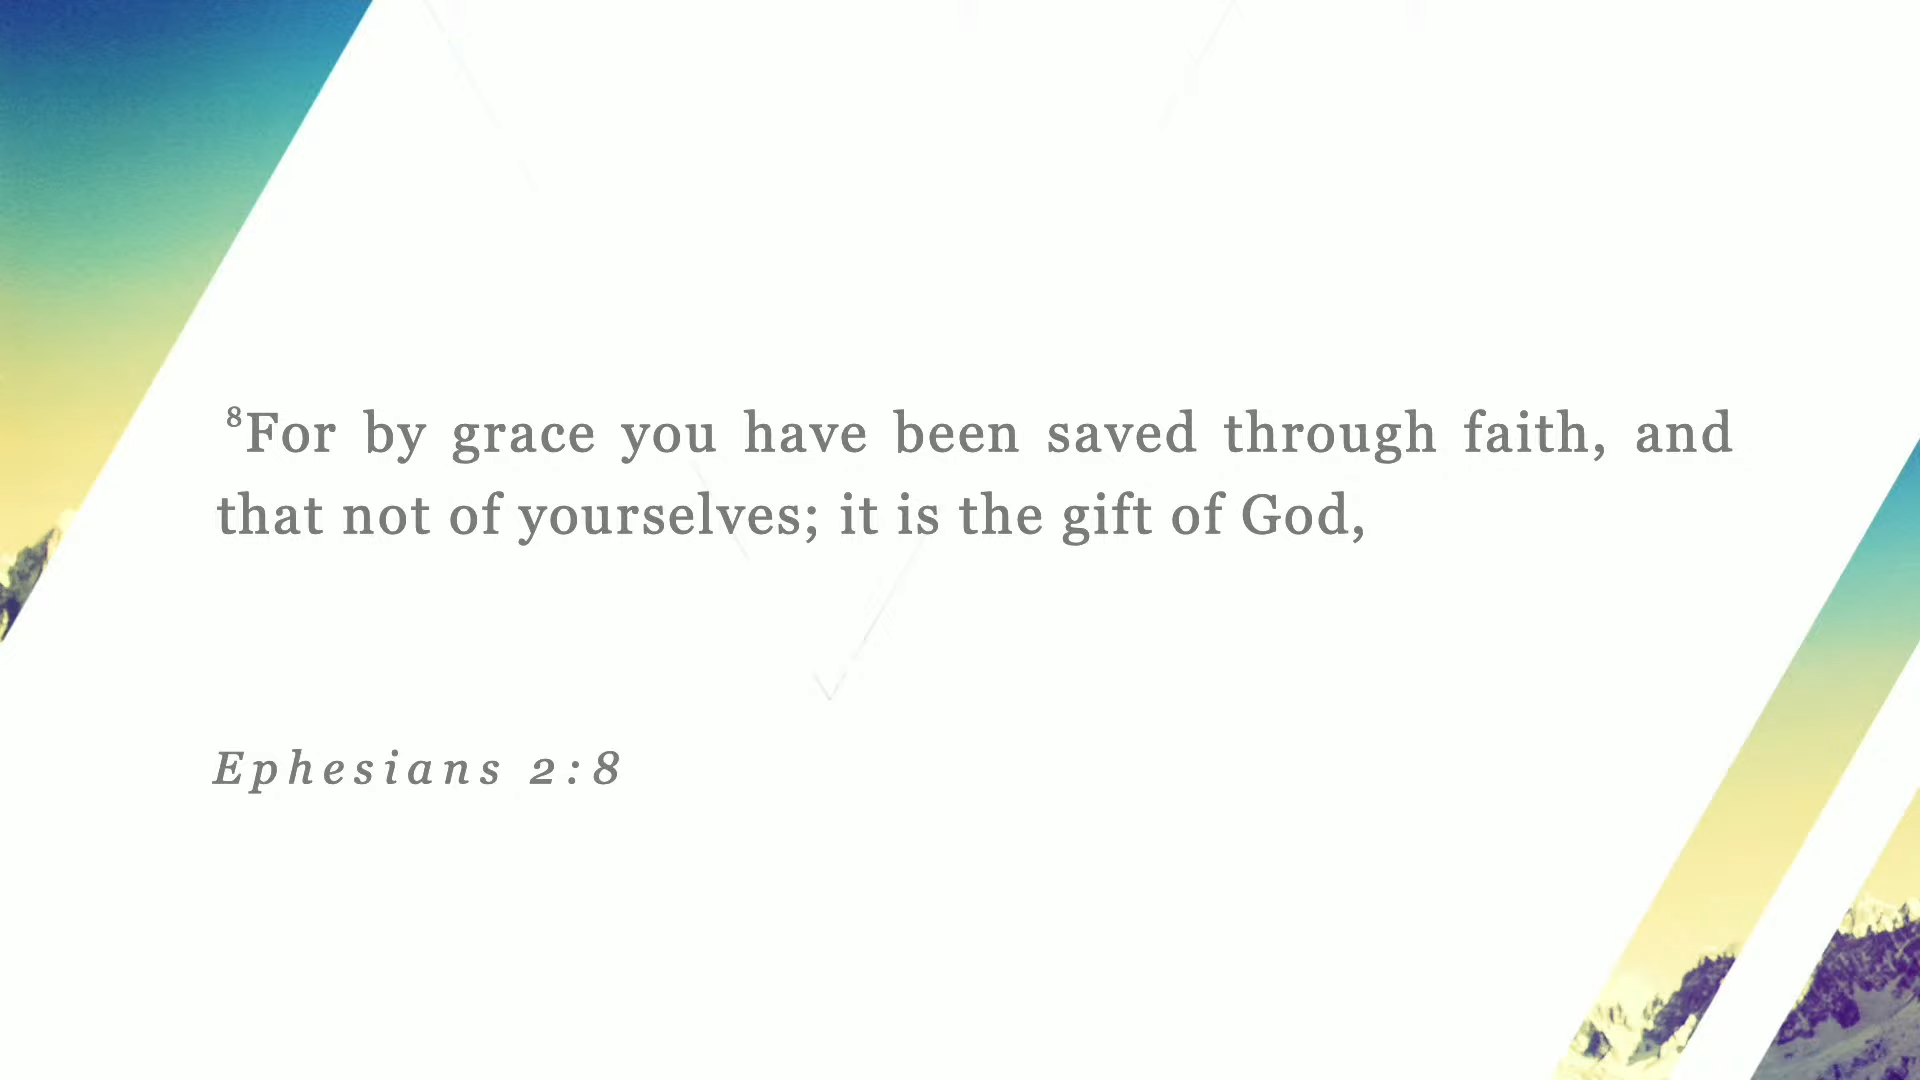 ⁸For by grace you have been saved through faith, and
that not of yourselves; it is the gift of God,
Ephesians 2:8